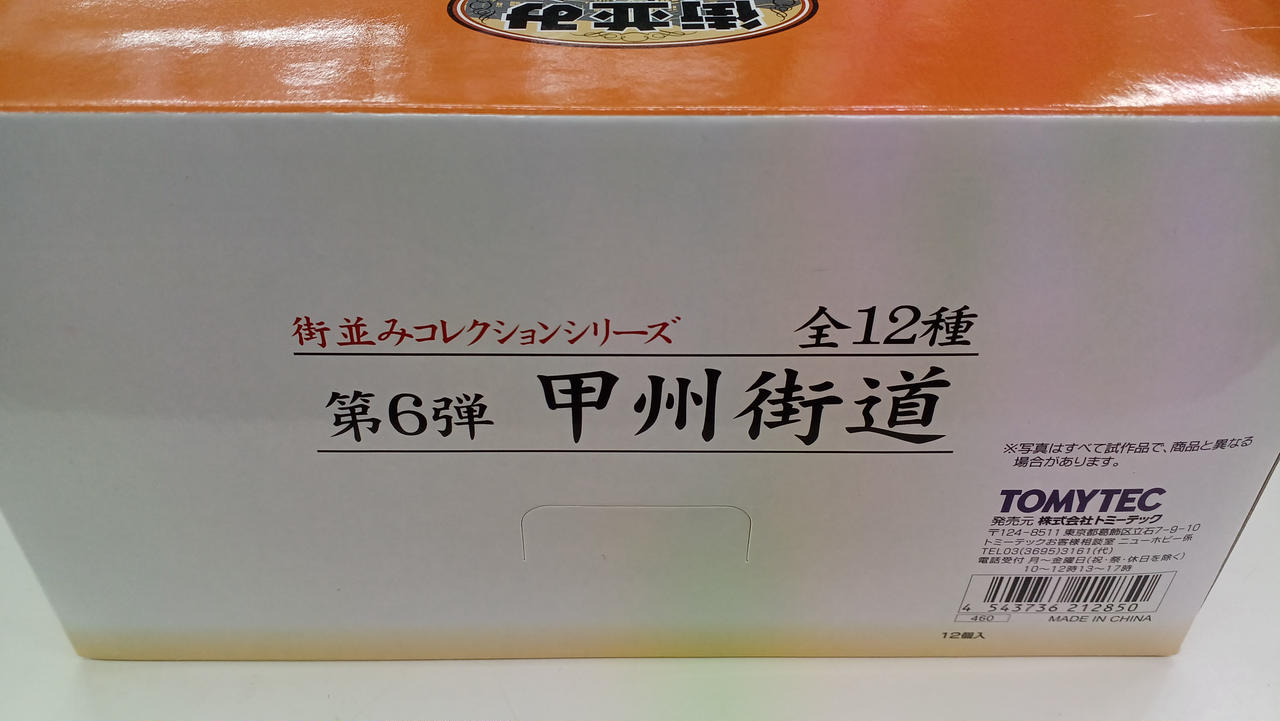 街並み
街並みコレクションシリーズ 全12種
第6弾 甲州街道
※写真はすべて試作品で、商品と異なる
場合があります。
TOMYTEC
発売元 株式会社トミーテック
〒124-8511 東京都葛飾区立石7-9-10
トミーテックお客様相談室 ニューホビー係
TEL03(3695)3161(代)
電話受付 月～金曜日(祝・祭・休日を除く)
10～12時13～17時
4 543736 212850
460 MADE IN CHINA
12個入